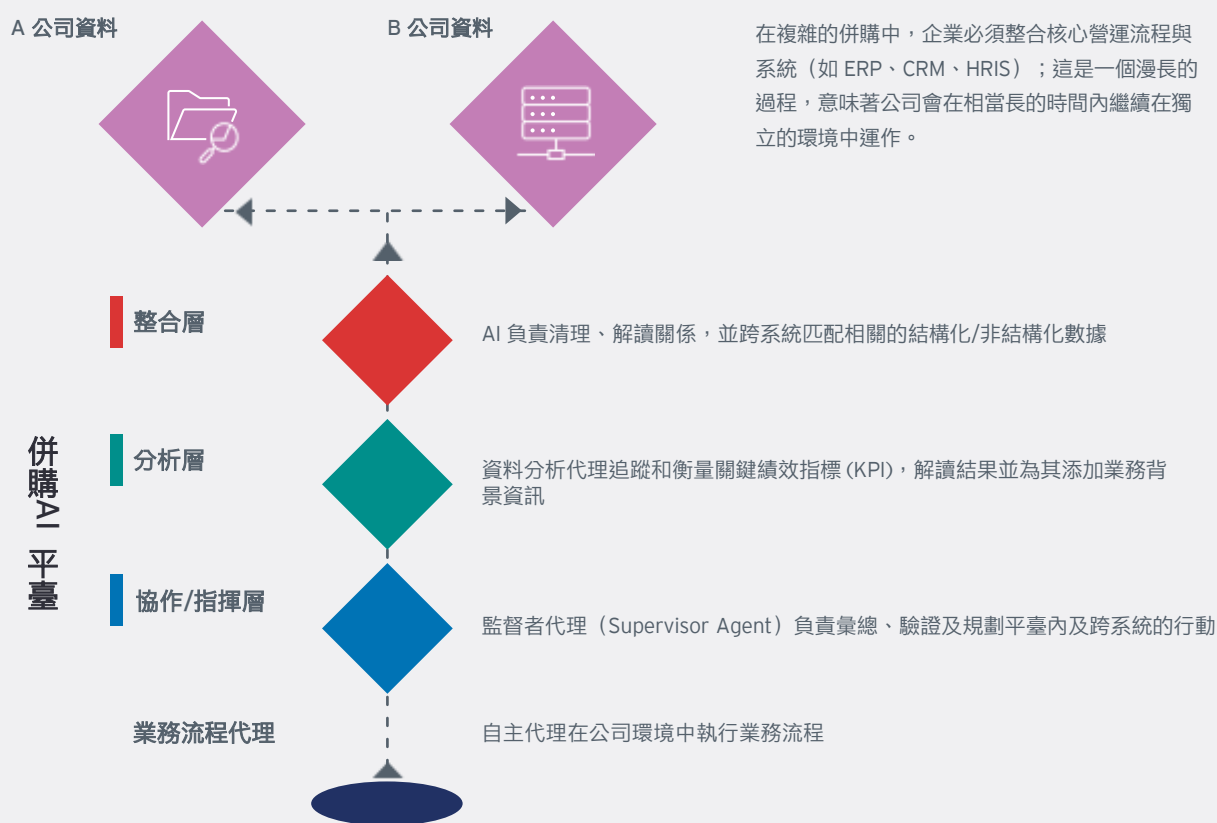 A 公司資料
B 公司資料
在複雜的併購中，企業必須整合核心營運流程與
系統（如 ERP、CRM、HRIS）；這是一個漫長的
過程，意味著公司會在相當長的時間內繼續在獨
立的環境中運作。
併購AI 平臺
整合層
AI 負責清理、解讀關係，並跨系統匹配相關的結構化/非結構化數據
分析層
資料分析代理追蹤和衡量關鍵績效指標 (KPI)，解讀結果並為其添加業務背
景資訊
協作/指揮層
監督者代理（Supervisor Agent）負責彙總、驗證及規劃平臺內及跨系統的行動
業務流程代理
自主代理在公司環境中執行業務流程